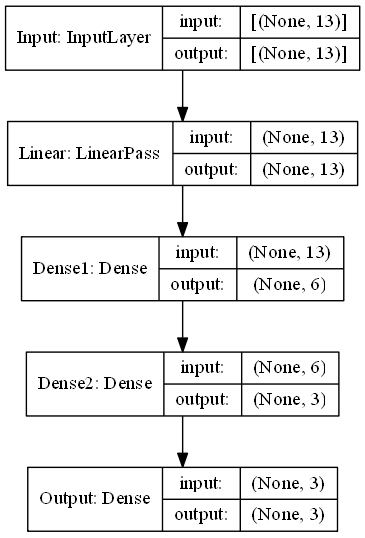 Input: InputLayer
input: [(None, 13)]
output: [(None, 13)]
Linear: LinearPass
input: (None, 13)
output: (None, 13)
Dense1: Dense
input: (None, 13)
output: (None, 6)
Dense2: Dense
input: (None, 6)
output: (None, 3)
Output: Dense
input: (None, 3)
output: (None, 3)